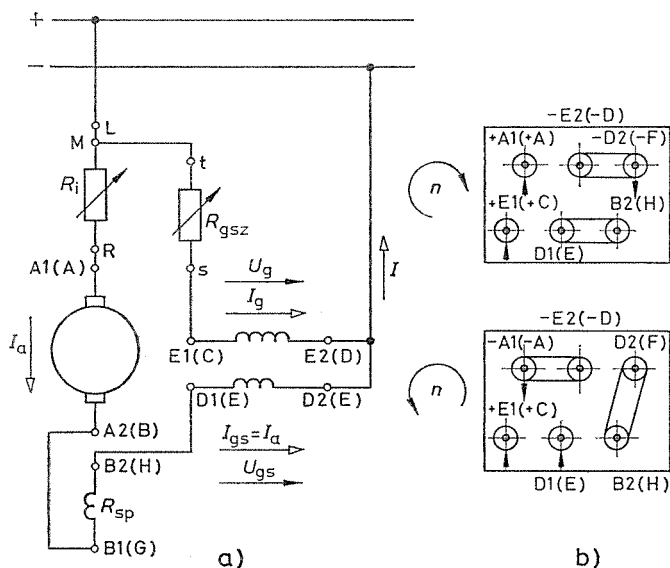 +
−
L
M
t
R_i
R_gsz
R
A1(A)
s
U_g
I_g
I
I_a
E1(C)
E2(D)
D1(E)
D2(E)
A2(B)
I_gs=I_a
B2(H)
U_gs
R_sp
B1(G)
a)
-E2(-D)
+A1(+A)
-D2(-F)
n
+E1(+C)
B2(H)
D1(E)
-E2(-D)
-A1(-A)
D2(F)
n
+E1(+C)
D1(E)
B2(H)
b)